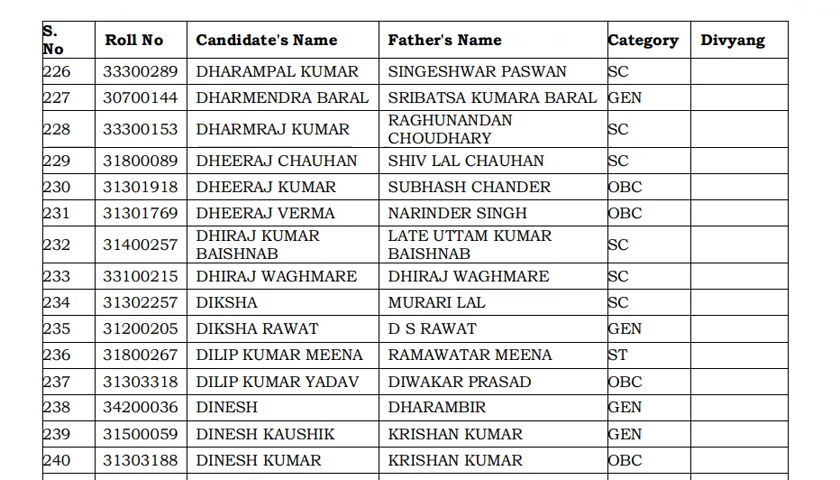 S. No Roll No Candidate's Name Father's Name Category Divyang
226 33300289 DHARAMPAL KUMAR SINGESHWAR PASWAN SC
227 30700144 DHARMENDRA BARAL SRIBATSA KUMARA BARAL GEN
228 33300153 DHARMRAJ KUMAR RAGHUNANDAN CHOUDHARY SC
229 31800089 DHEERAJ CHAUHAN SHIV LAL CHAUHAN SC
230 31301918 DHEERAJ KUMAR SUBHASH CHANDER OBC
231 31301769 DHEERAJ VERMA NARINDER SINGH OBC
232 31400257 DHIRAJ KUMAR BAISHNAB LATE UTTAM KUMAR BAISHNAB SC
233 33100215 DHIRAJ WAGHMARE DHIRAJ WAGHMARE SC
234 31302257 DIKSHA MURARI LAL SC
235 31200205 DIKSHA RAWAT D S RAWAT GEN
236 31800267 DILIP KUMAR MEENA RAMAWATAR MEENA ST
237 31303318 DILIP KUMAR YADAV DIWAKAR PRASAD OBC
238 34200036 DINESH DHARAMBIR GEN
239 31500059 DINESH KAUSHIK KRISHAN KUMAR GEN
240 31303188 DINESH KUMAR KRISHAN KUMAR OBC